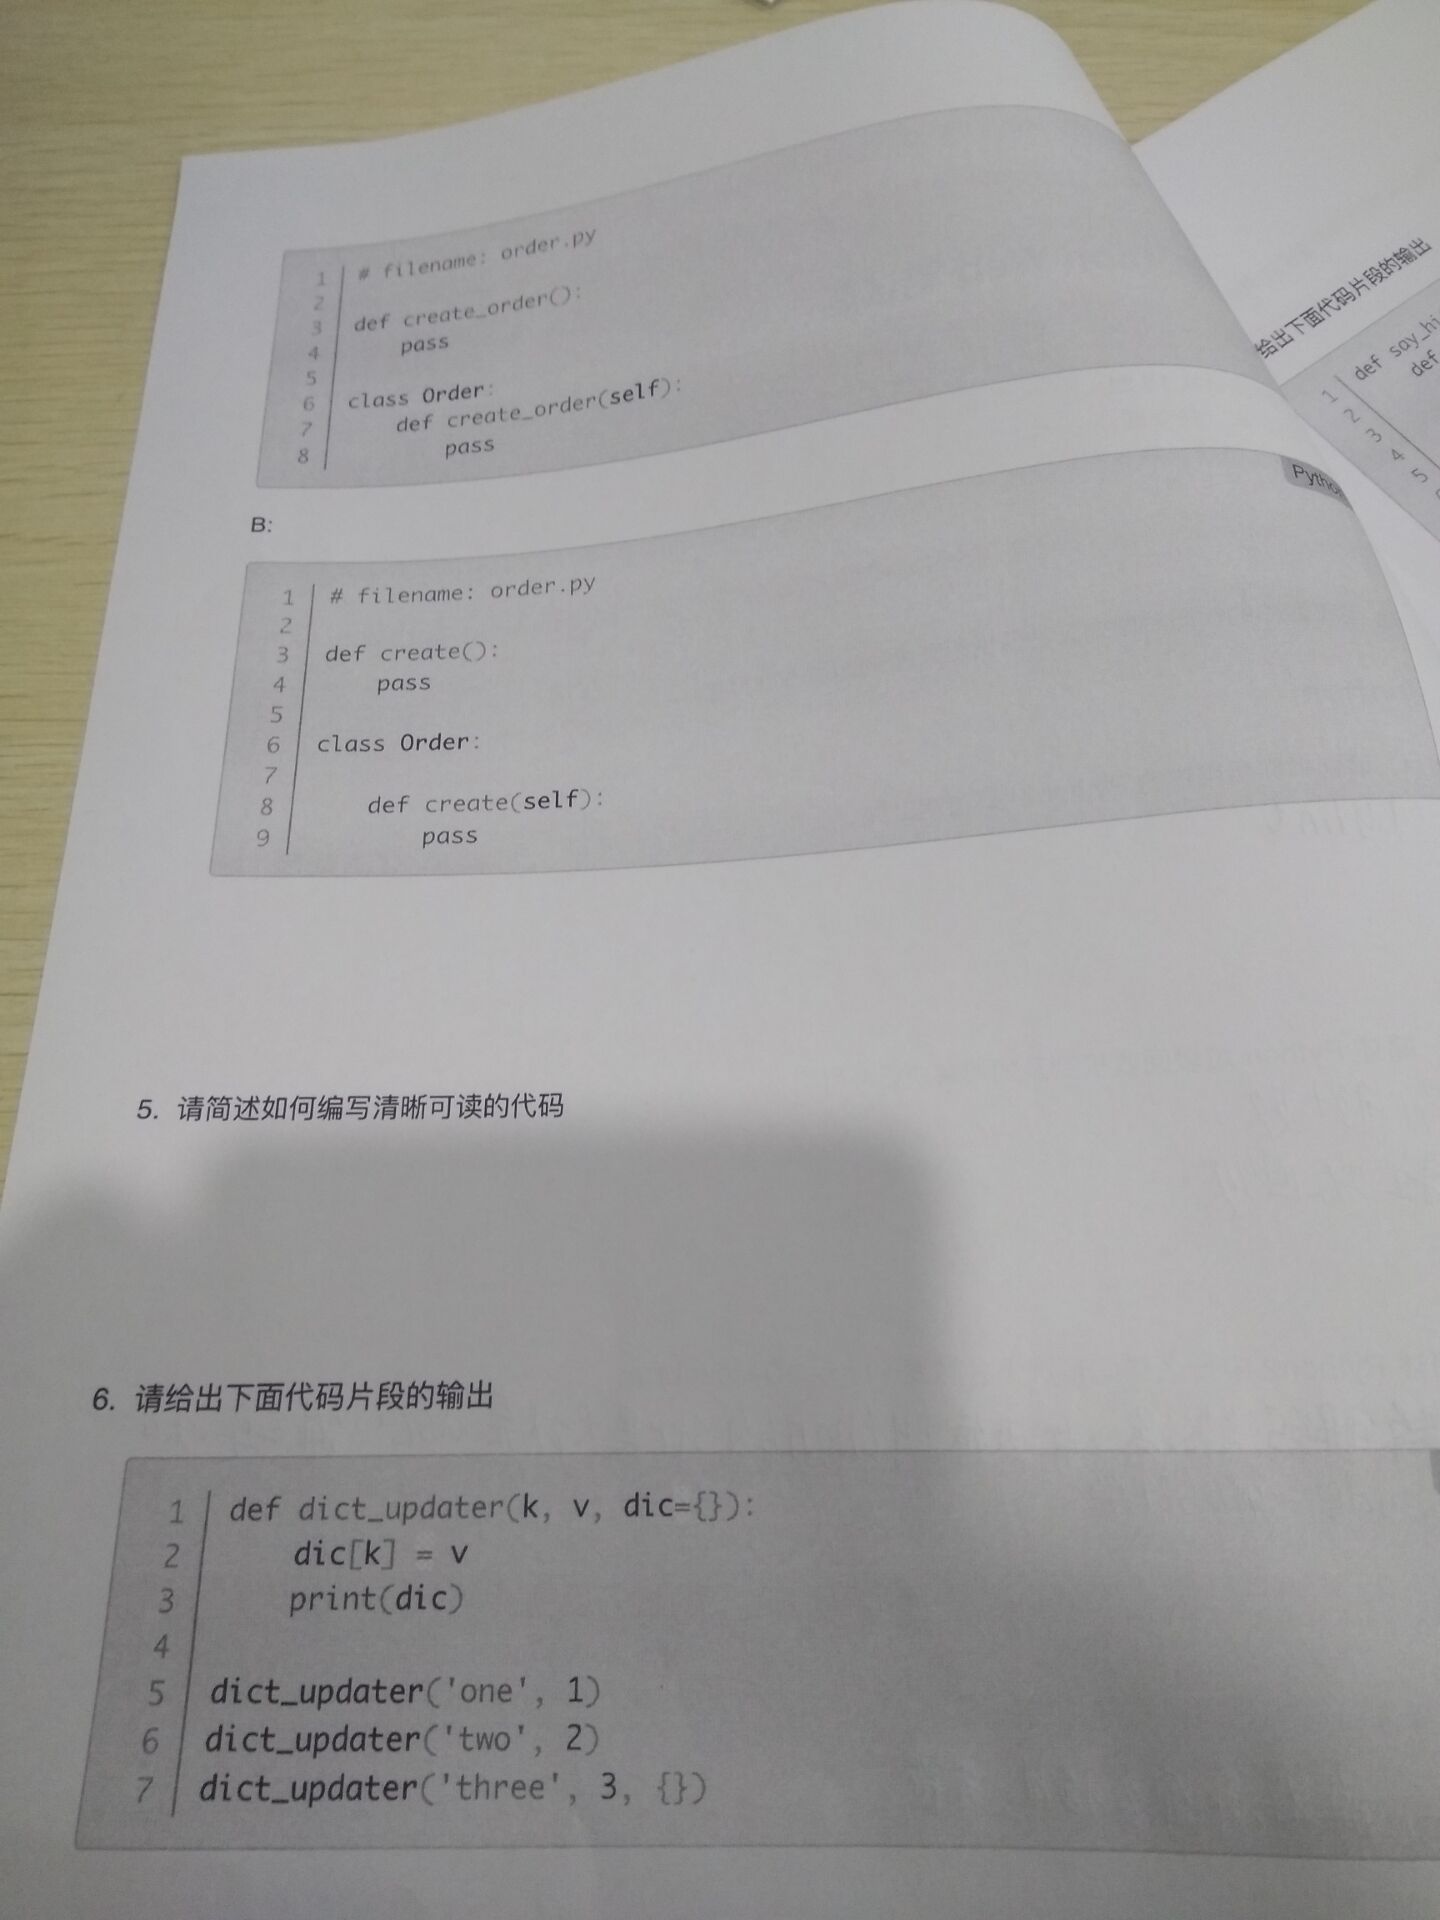 1 # filename: order.py
2
3 def create_order():
4     pass
5
6 class Order:
7     def create_order(self):
8         pass
B:
Python
1 # filename: order.py
2
3 def create():
4     pass
5
6 class Order:
7
8     def create(self):
9         pass
5. 请简述如何编写清晰可读的代码
6. 请给出下面代码片段的输出
1 def dict_updater(k, v, dic={}):
2     dic[k] = v
3     print(dic)
4
5 dict_updater('one', 1)
6 dict_updater('two', 2)
7 dict_updater('three', 3, {})
给出下面代码片段的输出
1 def say_hi
2     def
3
4
5